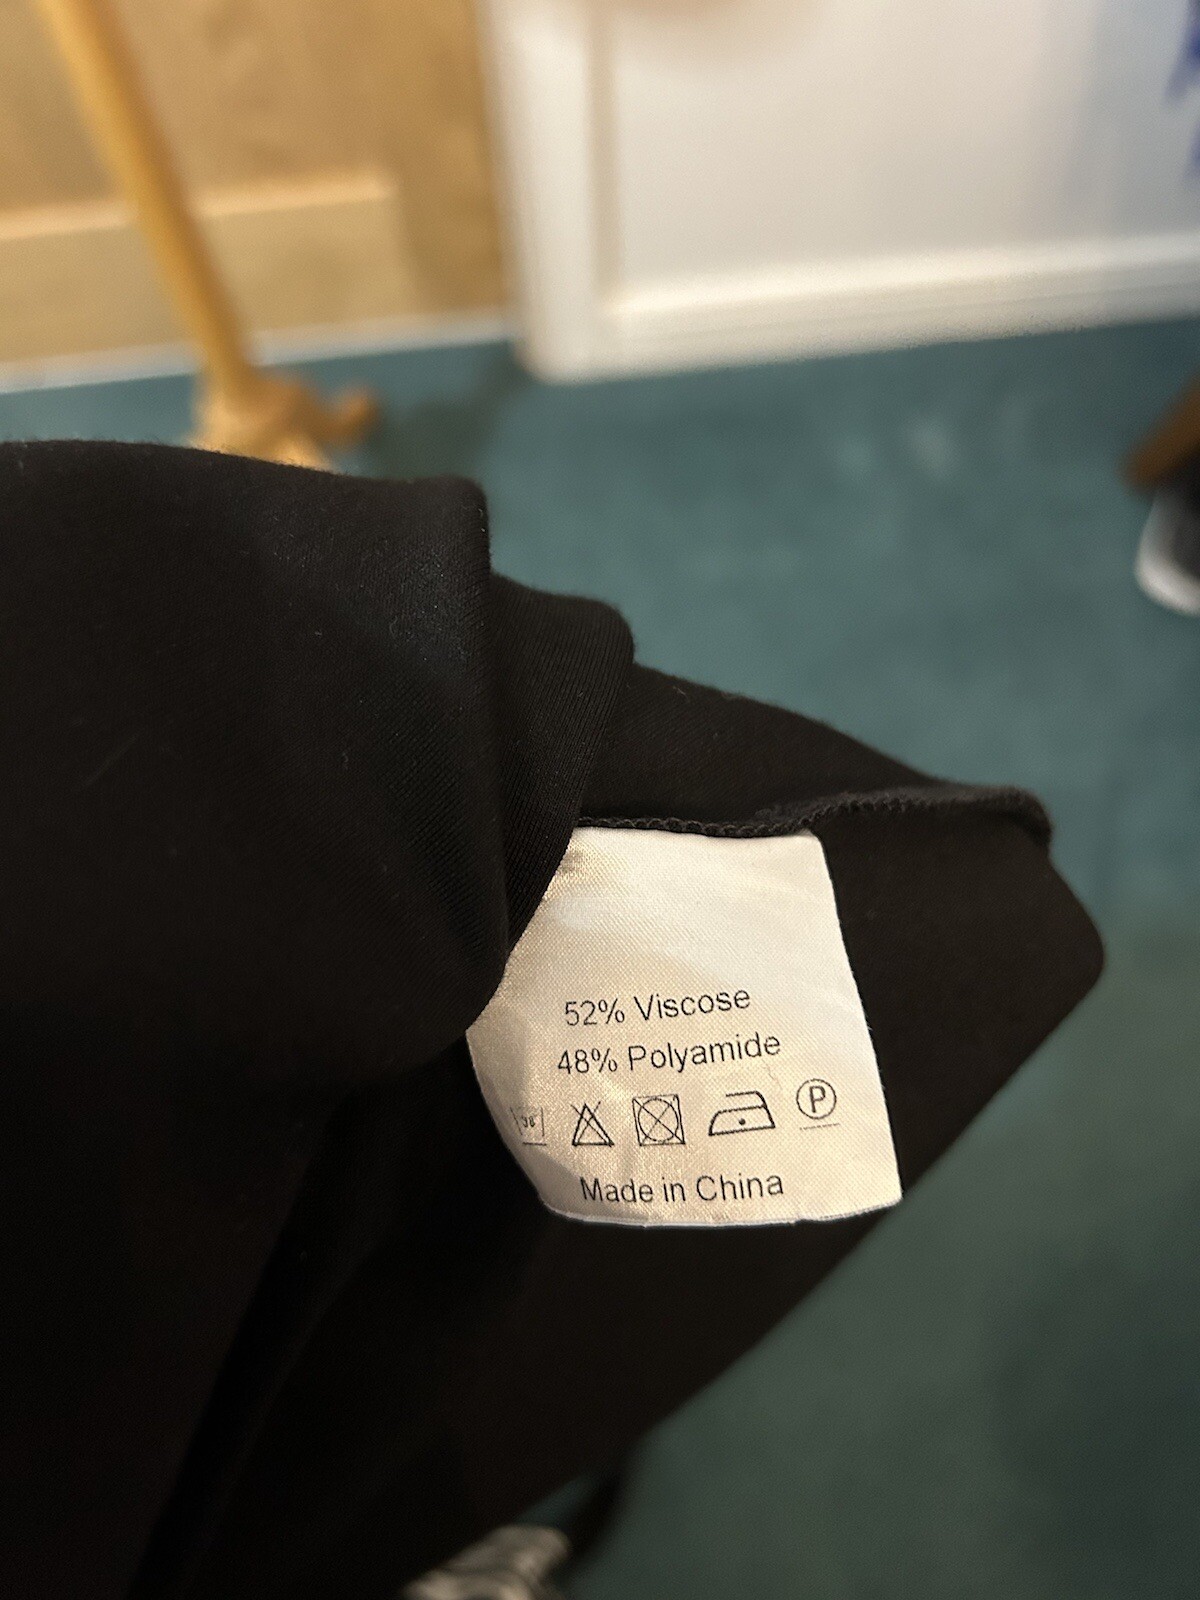 52% Viscose
48% Polyamide
P
Made in China